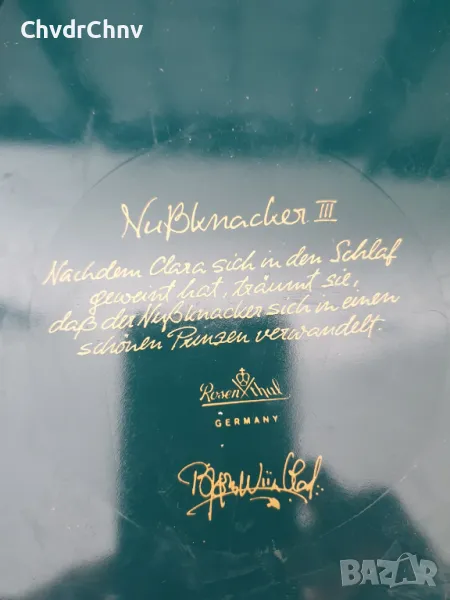 ChvdrChnv
Nußknacker III
Nachdem Clara sich in den Schlaf
geweint hat, träumt sie,
daß der Nußknacker sich in einen
schönen Prinzen verwandelt.
Rosenthal
GERMANY
BAZAR